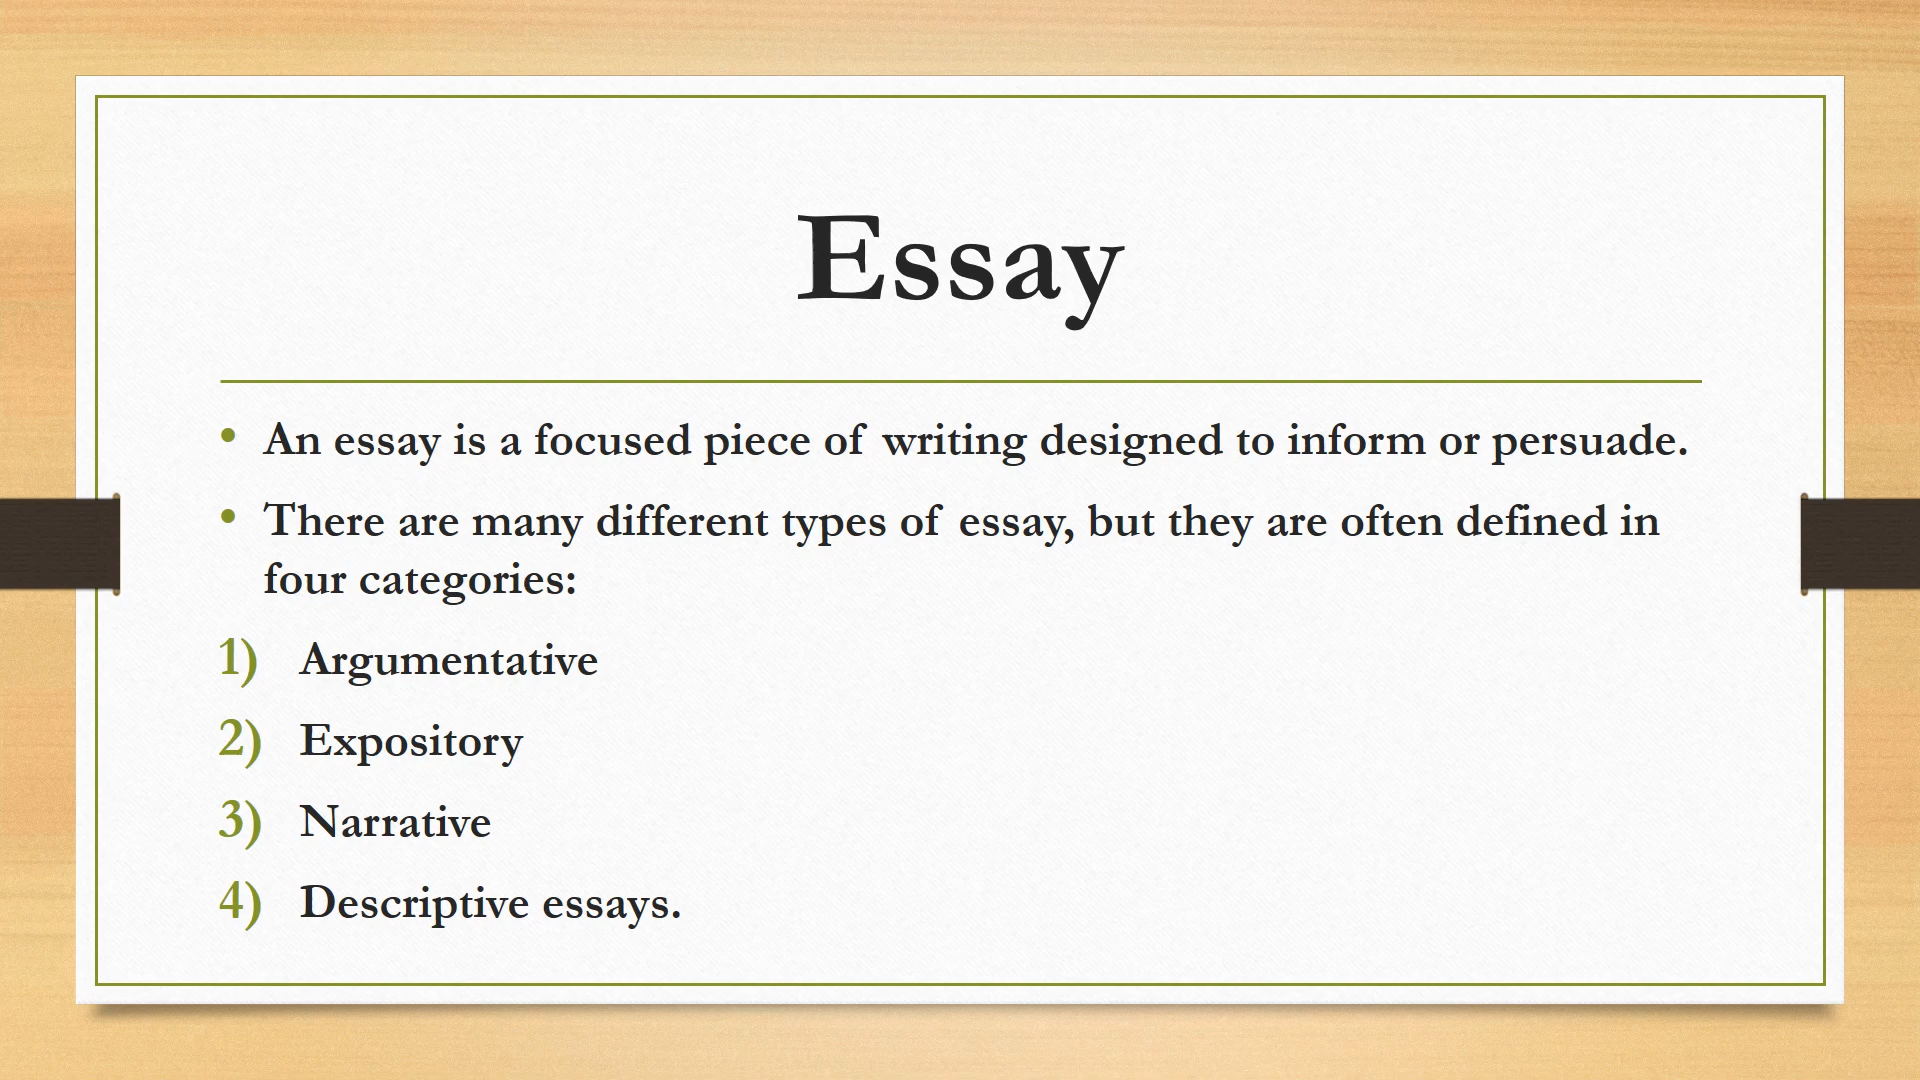 Essay
• An essay is a focused piece of writing designed to inform or persuade.
• There are many different types of essay, but they are often defined in
four categories:
1) Argumentative
2) Expository
3) Narrative
4) Descriptive essays.